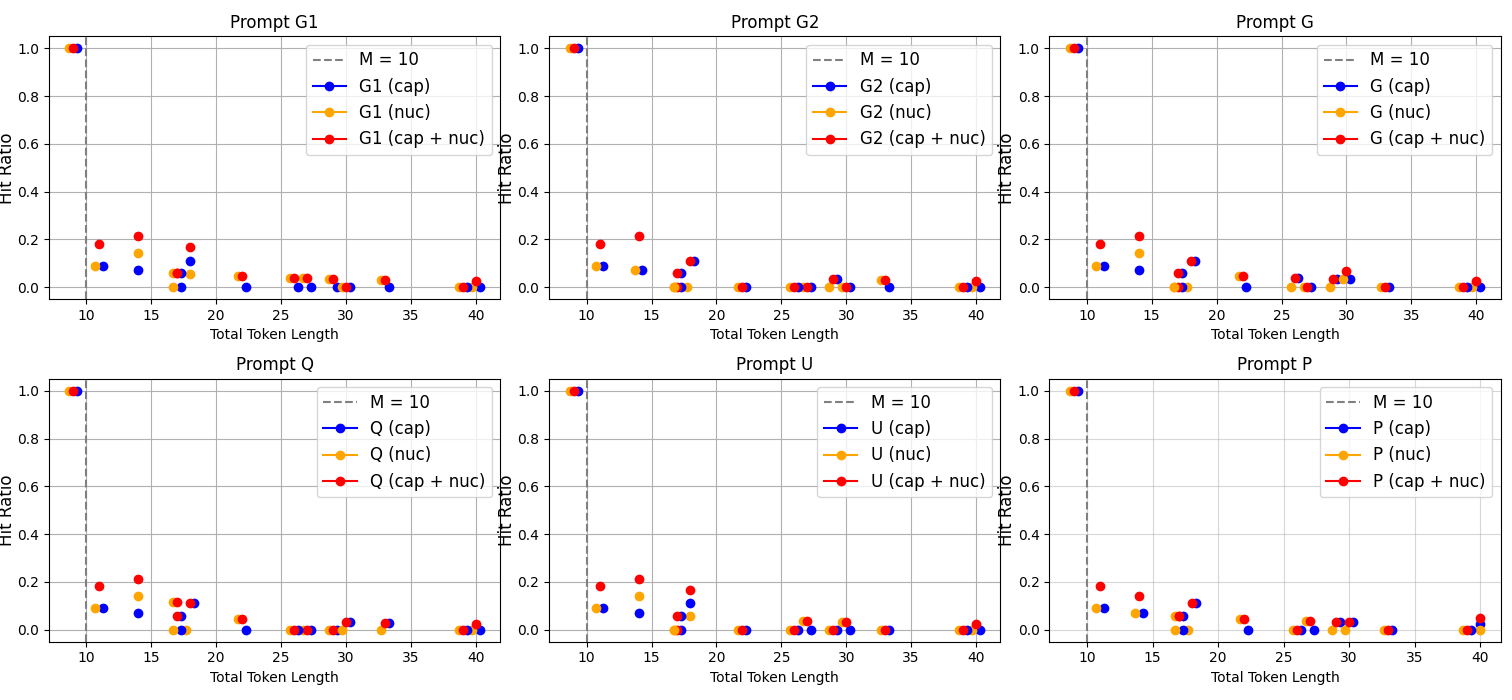 Prompt G1
Hit Ratio
1.0
0.8
0.6
0.4
0.2
0.0
M = 10
G1 (cap)
G1 (nuc)
G1 (cap + nuc)
10 15 20 25 30 35 40
Total Token Length
Prompt G2
Hit Ratio
1.0
0.8
0.6
0.4
0.2
0.0
M = 10
G2 (cap)
G2 (nuc)
G2 (cap + nuc)
10 15 20 25 30 35 40
Total Token Length
Prompt G
Hit Ratio
1.0
0.8
0.6
0.4
0.2
0.0
M = 10
G (cap)
G (nuc)
G (cap + nuc)
10 15 20 25 30 35 40
Total Token Length
Prompt Q
Hit Ratio
1.0
0.8
0.6
0.4
0.2
0.0
M = 10
Q (cap)
Q (nuc)
Q (cap + nuc)
10 15 20 25 30 35 40
Total Token Length
Prompt U
Hit Ratio
1.0
0.8
0.6
0.4
0.2
0.0
M = 10
U (cap)
U (nuc)
U (cap + nuc)
10 15 20 25 30 35 40
Total Token Length
Prompt P
Hit Ratio
1.0
0.8
0.6
0.4
0.2
0.0
M = 10
P (cap)
P (nuc)
P (cap + nuc)
10 15 20 25 30 35 40
Total Token Length